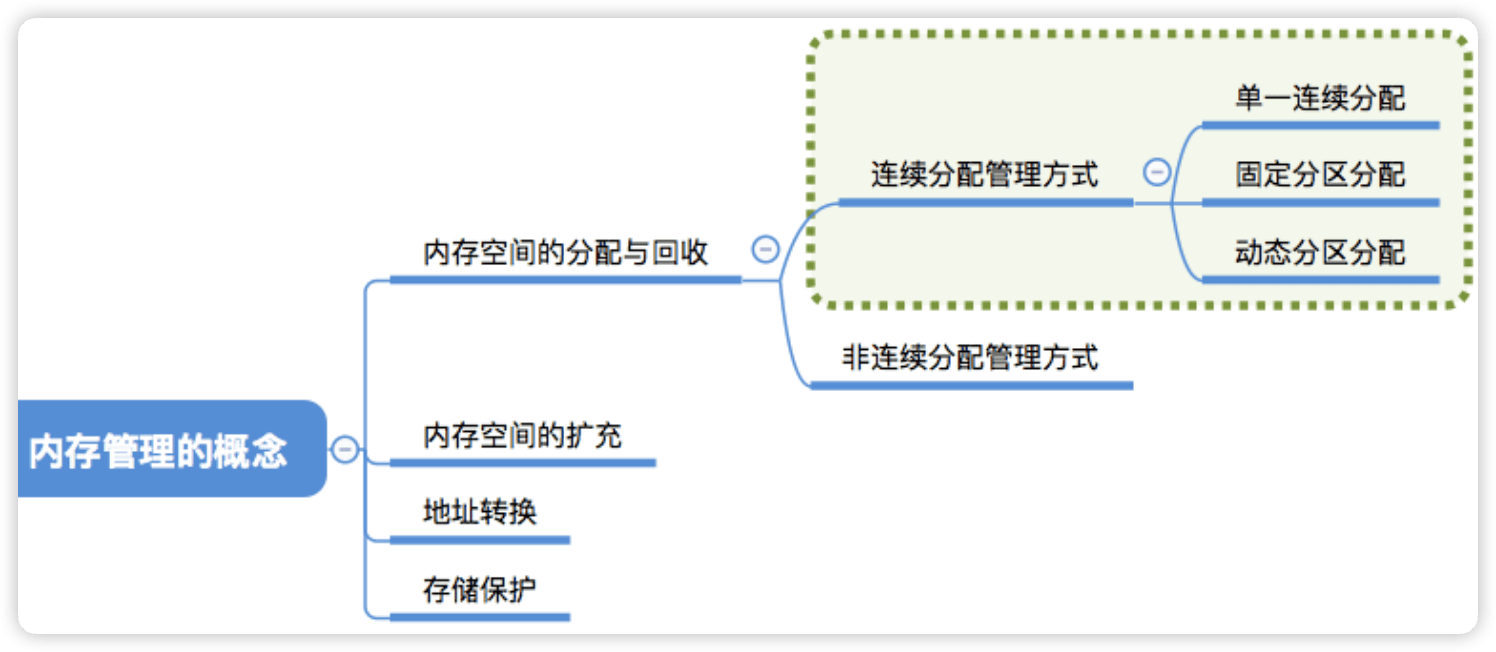 内存管理的概念
内存空间的分配与回收
连续分配管理方式
单一连续分配
固定分区分配
动态分区分配
非连续分配管理方式
内存空间的扩充
地址转换
存储保护